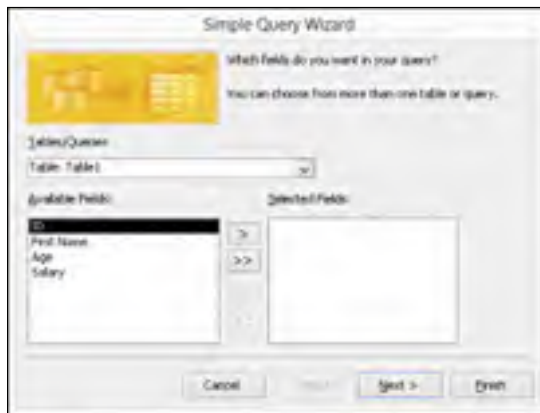 Simple Query Wizard
Which fields do you want in your query?
You can choose from more than one table or query.
Tables/Queries
Table: Table1
Available Fields:
Selected Fields:
ID
First Name
Age
Salary
>
>>
Cancel
Next >
Finish